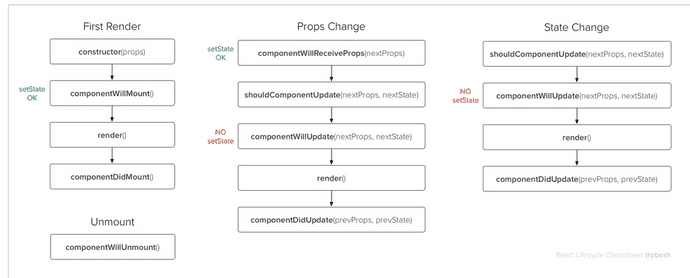 First Render
constructor(props)
setState
OK
componentWillMount()
render()
componentDidMount()
Unmount
componentWillUnmount()
Props Change
setState
OK
componentWillReceiveProps(nextProps)
shouldComponentUpdate(nextProps, nextState)
NO
setState
componentWillUpdate(nextProps, nextState)
render()
componentDidUpdate(prevProps, prevState)
State Change
shouldComponentUpdate(nextProps, nextState)
NO
setState
componentWillUpdate(nextProps, nextState)
render()
componentDidUpdate(prevProps, prevState)
React Lifecycle Cheatsheet @pbesh